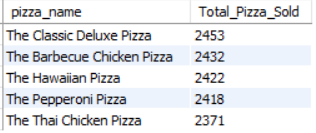 pizza_name Total_Pizza_Sold
The Classic Deluxe Pizza 2453
The Barbecue Chicken Pizza 2432
The Hawaiian Pizza 2422
The Pepperoni Pizza 2418
The Thai Chicken Pizza 2371